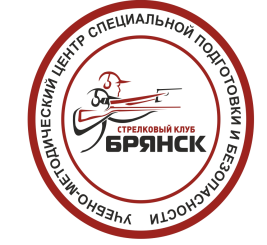 УЧЕБНО-МЕТОДИЧЕСКИЙ ЦЕНТР СПЕЦИАЛЬНОЙ ПОДГОТОВКИ И БЕЗОПАСНОСТИ
СТРЕЛКОВЫЙ КЛУБ
БРЯНСК